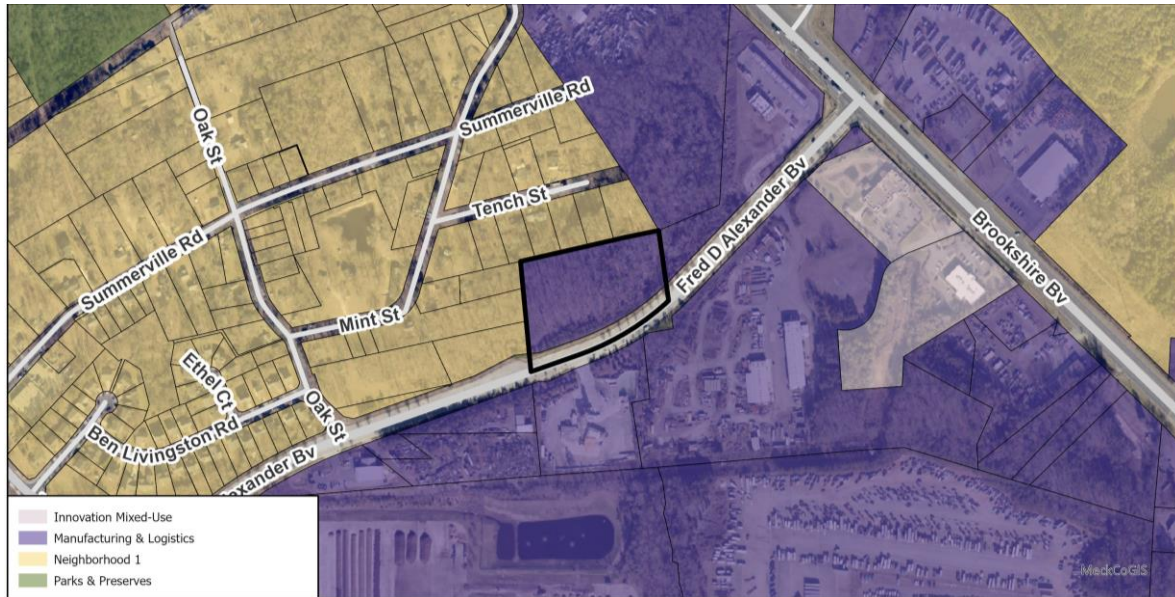 Oak St
Summerville Rd
Tench St
Fred D Alexander Bv
Brookshire Bv
Summerville Rd
Mint St
Ethel Ct
Oak St
Ben Livingston Rd
exander Bv
Innovation Mixed-Use
Manufacturing & Logistics
Neighborhood 1
Parks & Preserves
MeckCoGIS